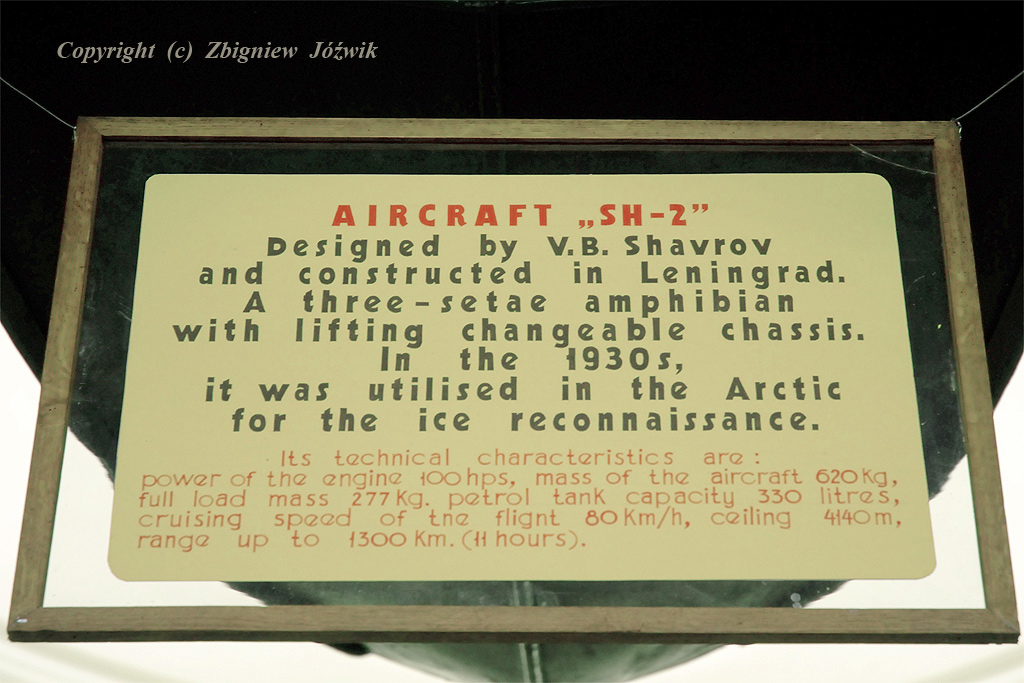 Copyright (c) Zbigniew Jóźwik
AIRCRAFT „SH-2”
Designed by V.B. Shavrov
and constructed in Leningrad.
A three-setae amphibian
with lifting changeable chassis.
In the 1930s,
it was utilised in the Arctic
for the ice reconnaissance.
Its technical characteristics are:
power of the engine 100hps, mass of the aircraft 620Kg,
full load mass 277Kg. petrol tank capacity 330 litres,
cruising speed of tne flignt 80Km/h, ceiling 4140m,
range up to 1300Km. (11 hours).